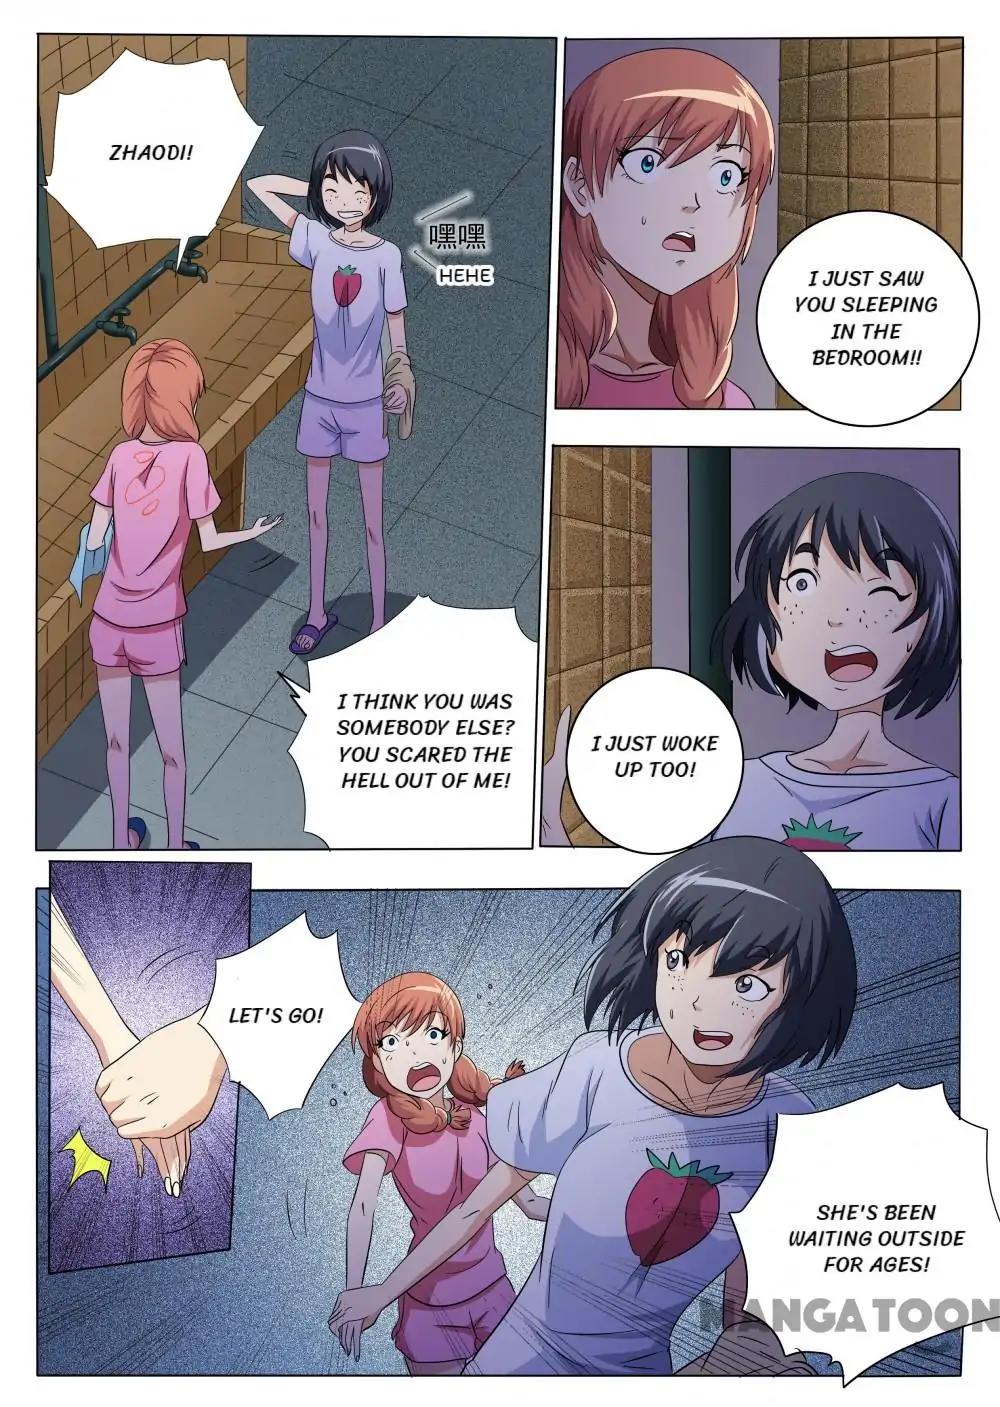 ZHAODI!
嘿嘿
HEHE
I THINK YOU WAS
SOMEBODY ELSE?
YOU SCARED THE
HELL OUT OF ME!
I JUST SAW
YOU SLEEPING
IN THE
BEDROOM!!
I JUST WOKE
UP TOO!
LET'S GO!
SHE'S BEEN
WAITING OUTSIDE
FOR AGES!
MANGATOON